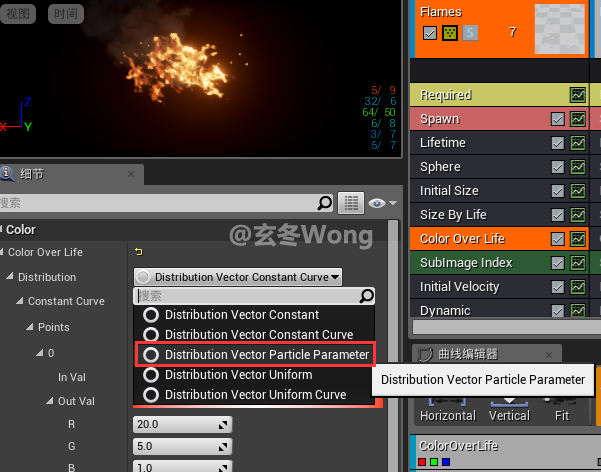 视图
时间
Z
X
Y
5/ 9
32/ 6
64/ 50
6/ 8
3/ 7
5/ 7
Flames
S
7
Required
Spawn
Lifetime
Sphere
Initial Size
Size By Life
Color Over Life
SubImage Index
Initial Velocity
Dynamic
细节
搜索
@玄冬Wong
Color
Color Over Life
Distribution
Distribution Vector Constant Curve
搜索
Distribution Vector Constant
Distribution Vector Constant Curve
Distribution Vector Particle Parameter
Distribution Vector Uniform
Distribution Vector Uniform Curve
Constant Curve
Points
0
In Val
Out Val
R
20.0
G
5.0
B
1.0
Distribution Vector Particle Parameter
曲线编辑器
Horizontal
Vertical
Fit
ColorOverLife